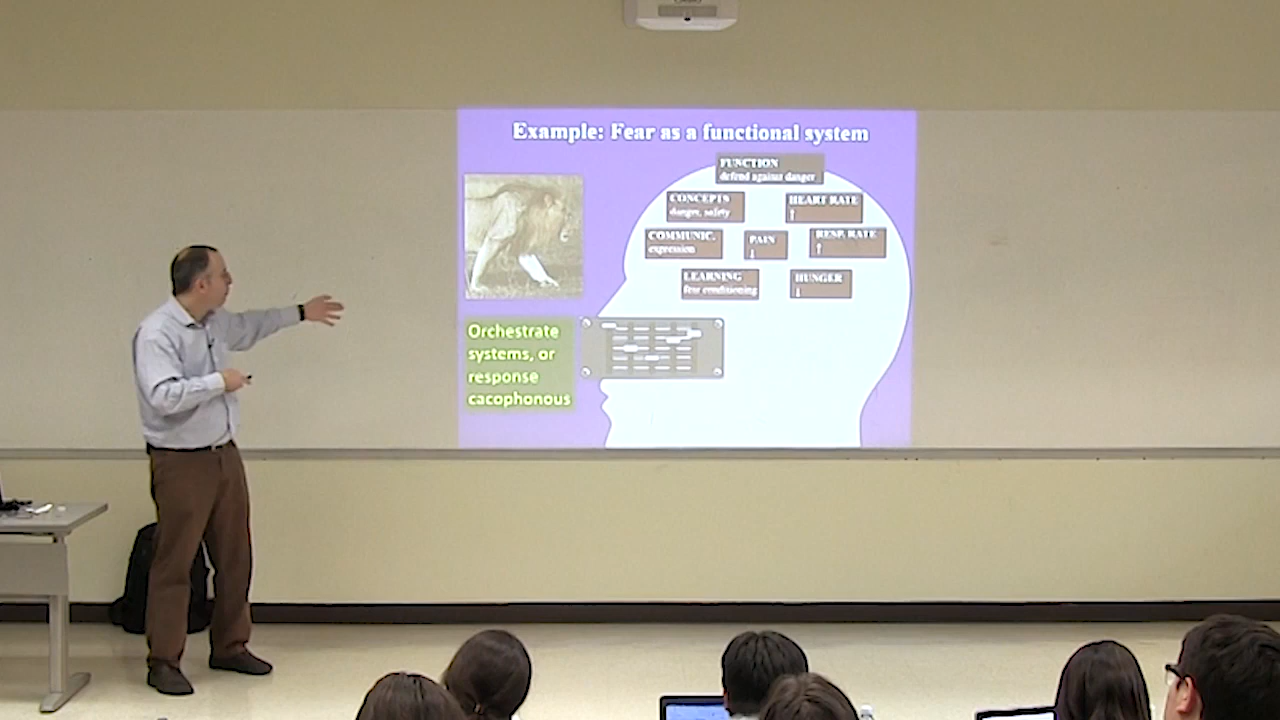 Example: Fear as a functional system
FUNCTION
defend against danger
CONCEPTS
danger, safety
HEART RATE
↑
COMMUNIC.
expression
PAIN
↓
RESP. RATE
↑
LEARNING
fear conditioning
HUNGER
↓
Orchestrate
systems, or
response
cacophonous